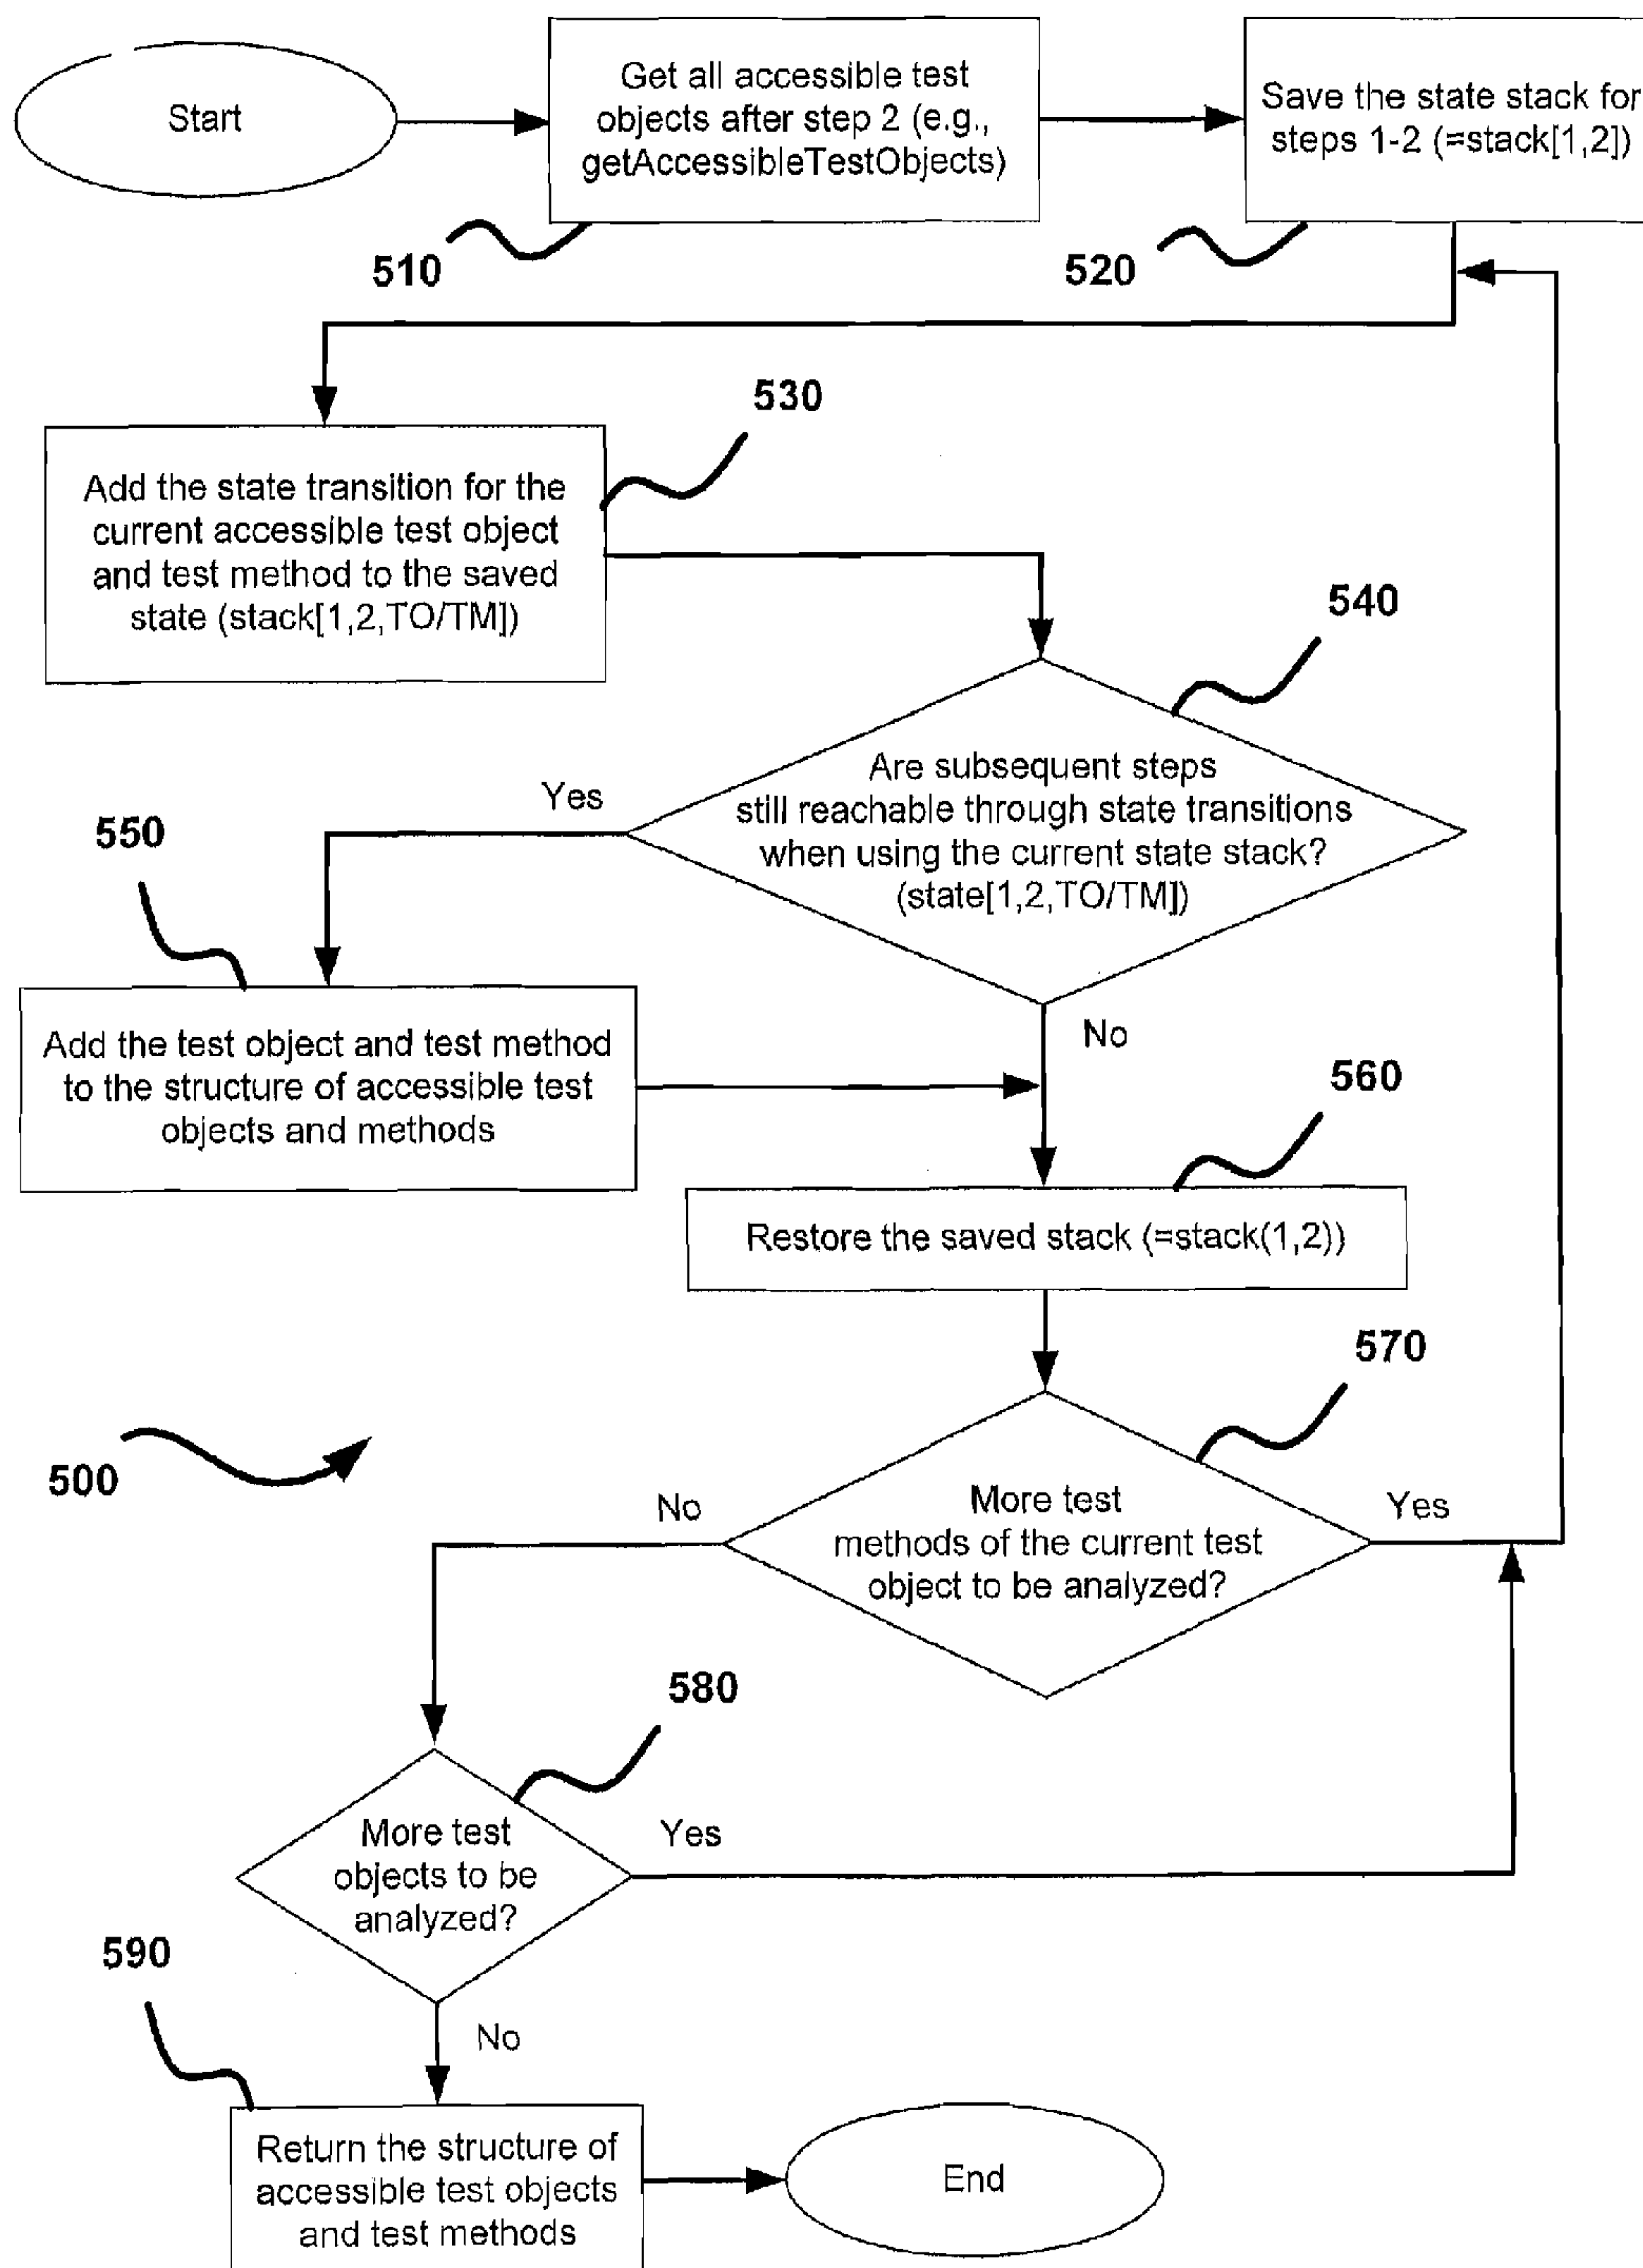 Start
Get all accessible test
objects after step 2 (e.g.,
getAccessibleTestObjects)
Save the state stack for
steps 1-2 (=stack[1,2])
510
520
530
Add the state transition for the
current accessible test object
and test method to the saved
state (stack[1,2,TO/TM])
540
Are subsequent steps
still reachable through state transitions
when using the current state stack?
(state[1,2,TO/TM])
Yes
550
No
Add the test object and test method
to the structure of accessible test
objects and methods
560
Restore the saved stack (=stack(1,2))
570
500
More test
methods of the current test
object to be analyzed?
No
Yes
580
More test
objects to be
analyzed?
Yes
590
No
Return the structure of
accessible test objects
and test methods
End